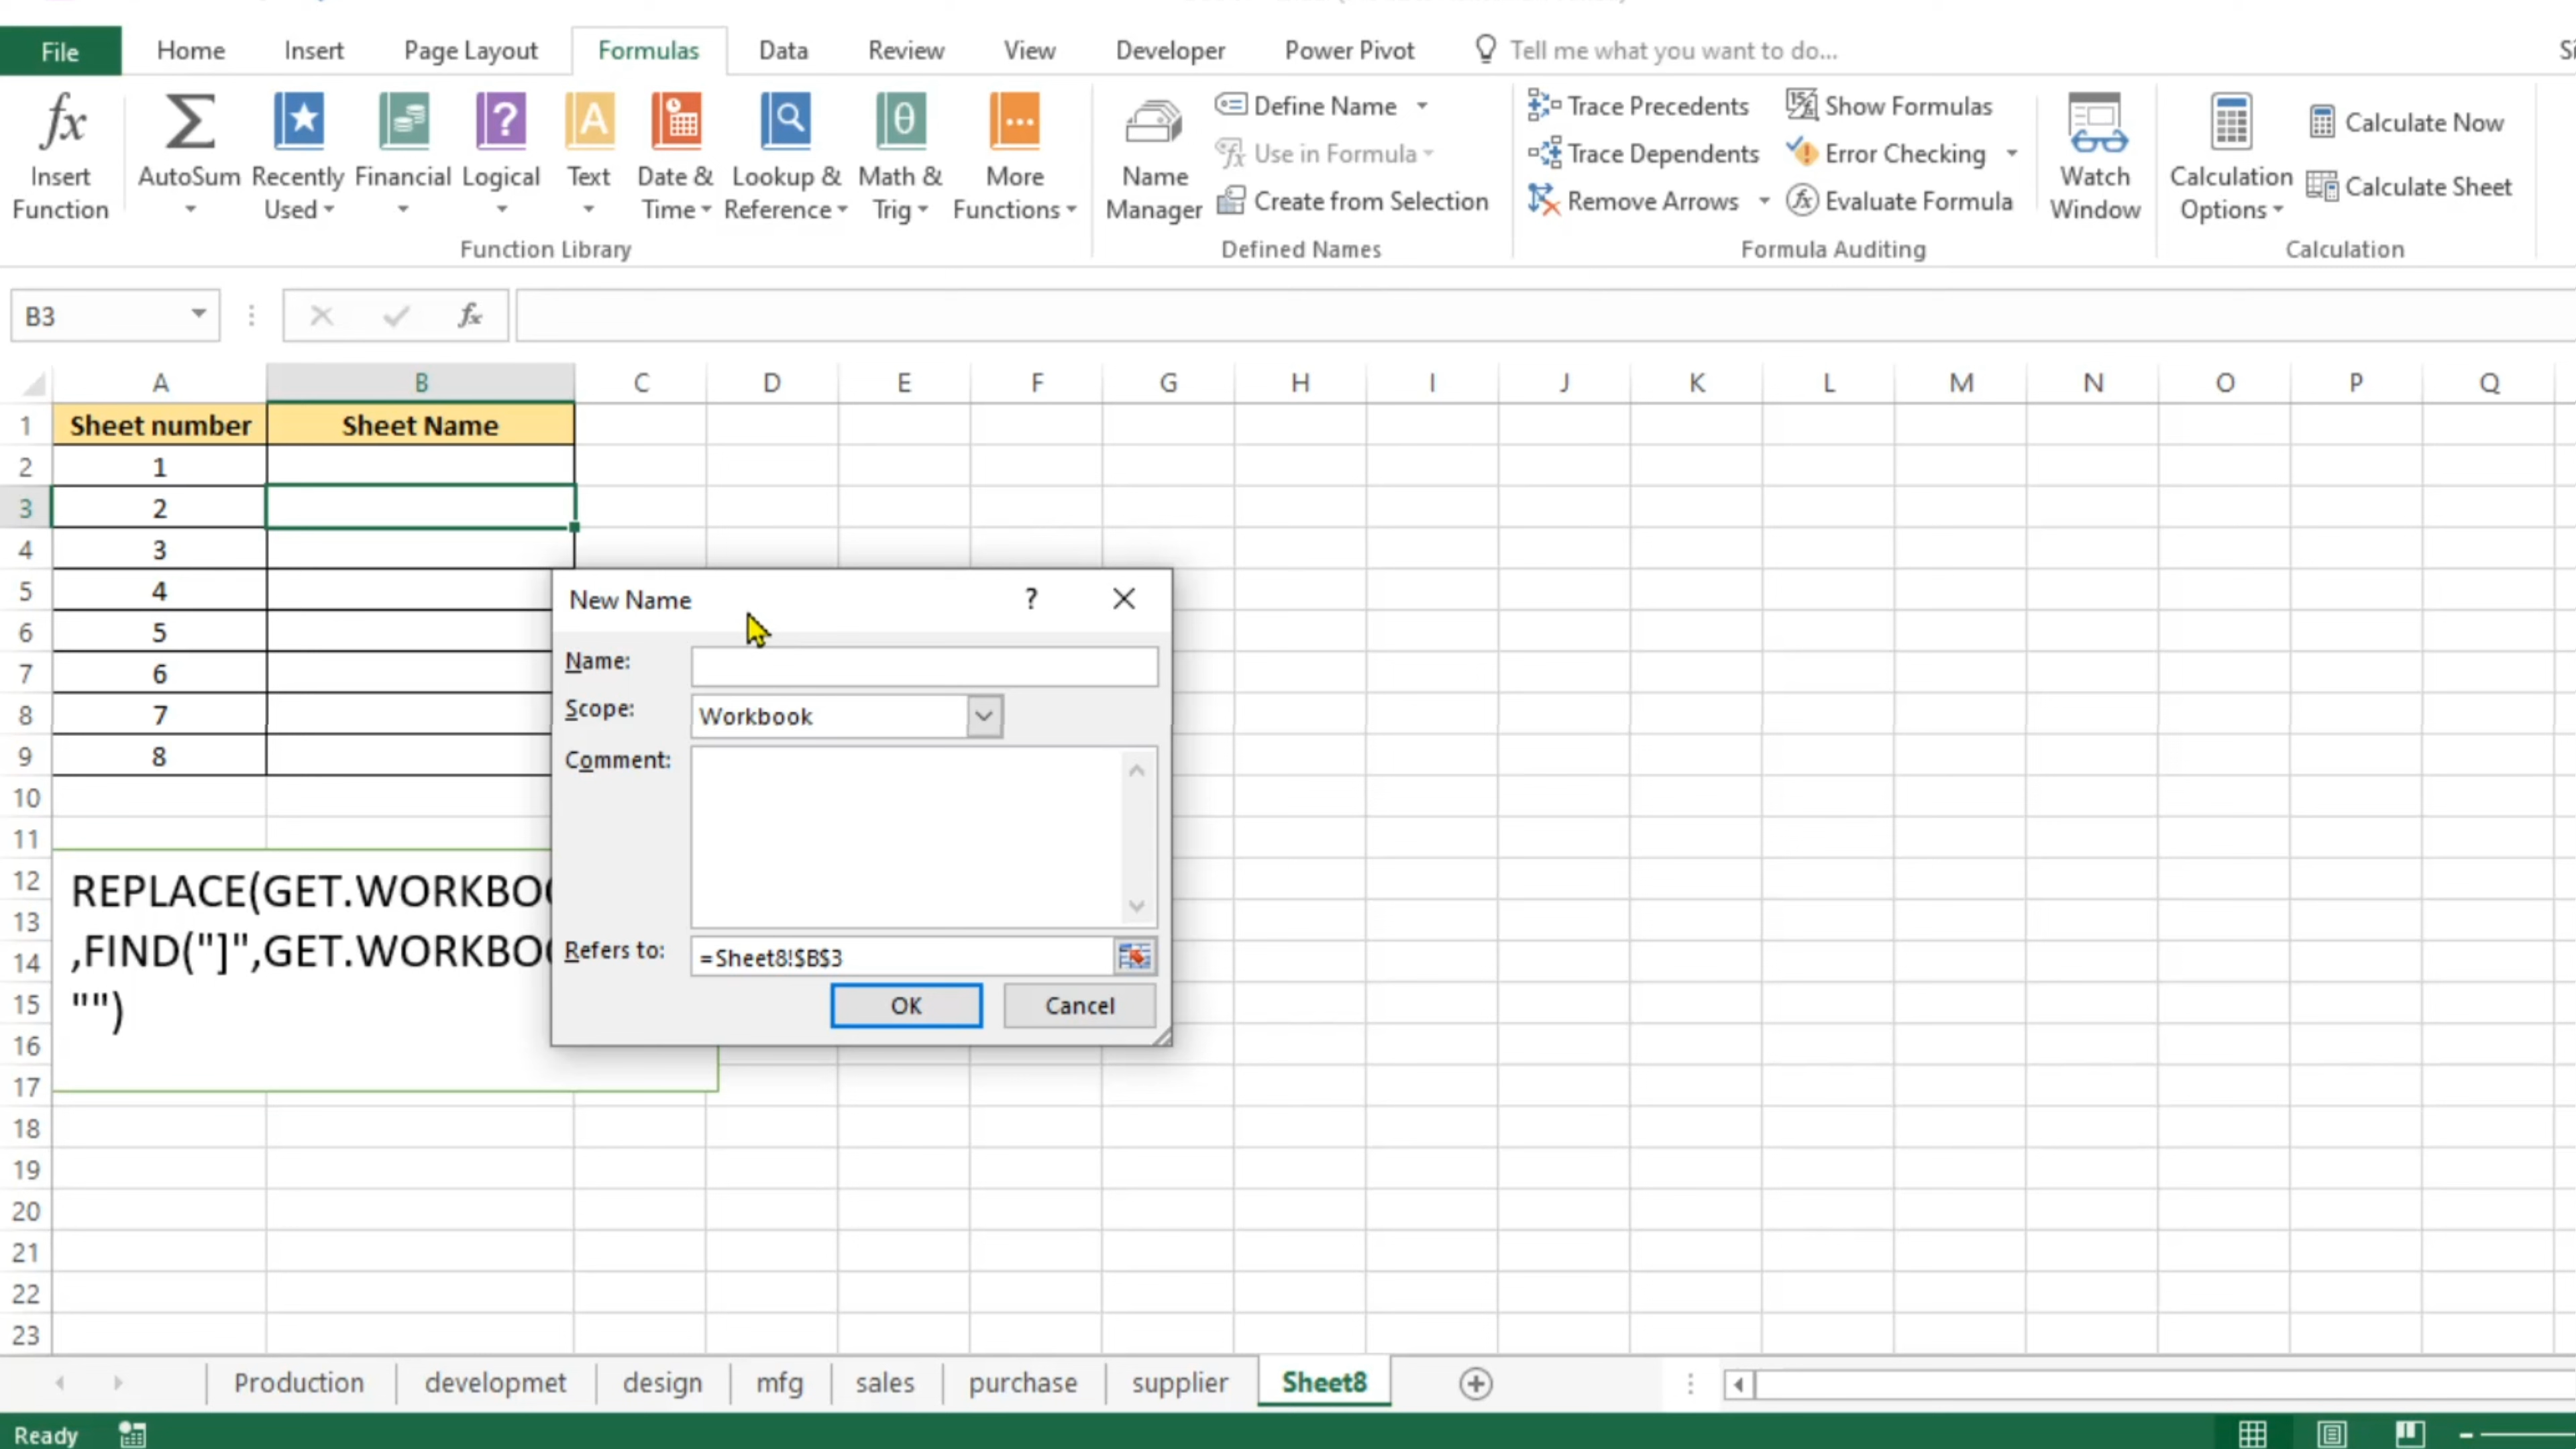 File Home Insert Page Layout Formulas Data Review View Developer Power Pivot Tell me what you want to do...
fx Insert Function
AutoSum
Recently Used
Financial
Logical
Text
Date & Time
Lookup & Reference
Math & Trig
More Functions
Function Library
Name Manager
Define Name
Use in Formula
Create from Selection
Defined Names
Trace Precedents
Trace Dependents
Remove Arrows
Show Formulas
Error Checking
Evaluate Formula
Formula Auditing
Watch Window
Calculation Options
Calculate Now
Calculate Sheet
Calculation
B3 fx
A B C D E F G H I J K L M N O P Q
1 Sheet number Sheet Name
2 1
3 2
4 3
5 4
6 5
7 6
8 7
9 8
10
11
12
13
14
15
16
17
18
19
20
21
22
23
REPLACE(GET.WORKBOO
,FIND("]",GET.WORKBOO
"")
New Name ?
Name:
Scope: Workbook
Comment:
Refers to: =Sheet8!$B$3
OK Cancel
Production developmet design mfg sales purchase supplier Sheet8
Ready